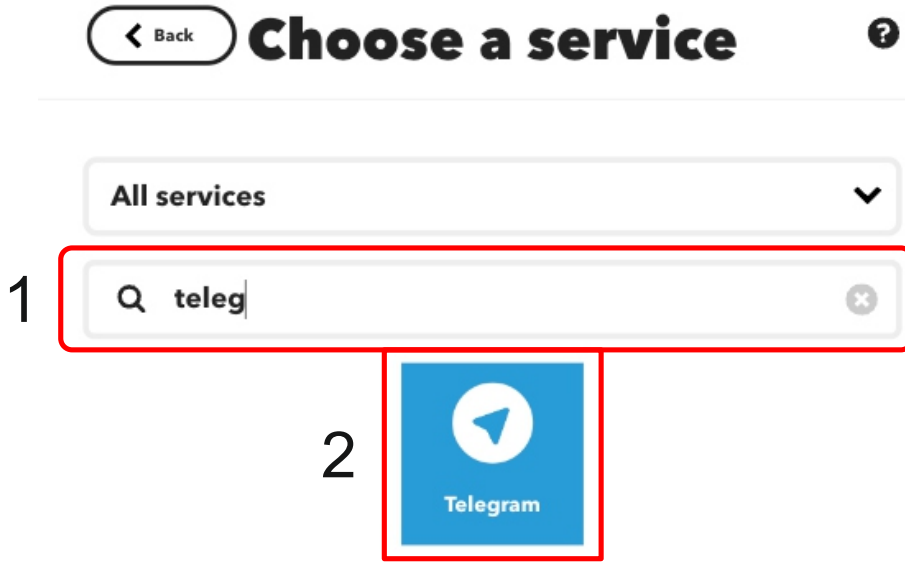 Back
Choose a service
?
All services
1
teleg
2
Telegram